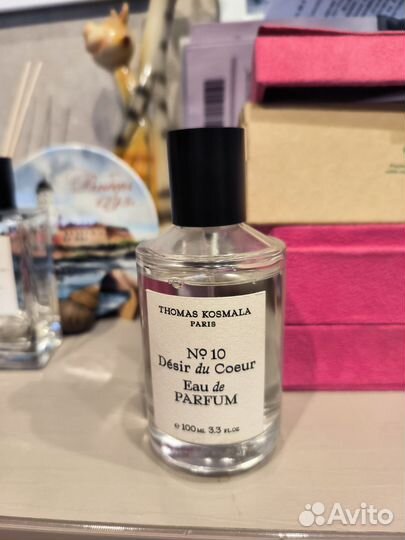 THOMAS KOSMALA
PARIS
Nº 10
Désir du Coeur
Eau de
PARFUM
e 100 ML 3.3 FL.OZ
Avito